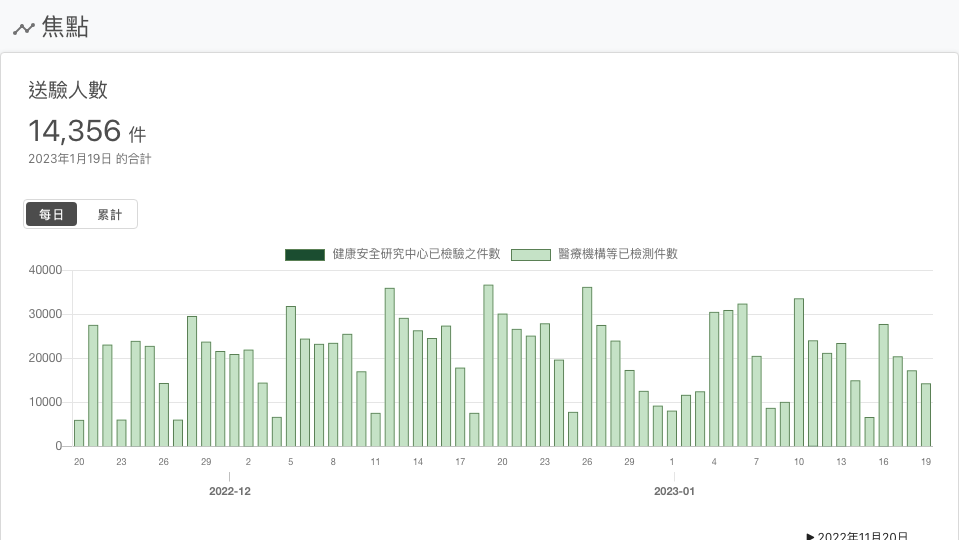 焦點
送驗人數
14,356 件
2023年1月19日 的合計
每日 累計
健康安全研究中心已檢驗之件數 醫療機構等已檢測件數
40000
30000
20000
10000
0
20 23 26 29 2 5 8 11 14 17 20 23 26 29 1 4 7 10 13 16 19
2022-12 2023-01
▶ 2022年11月20日